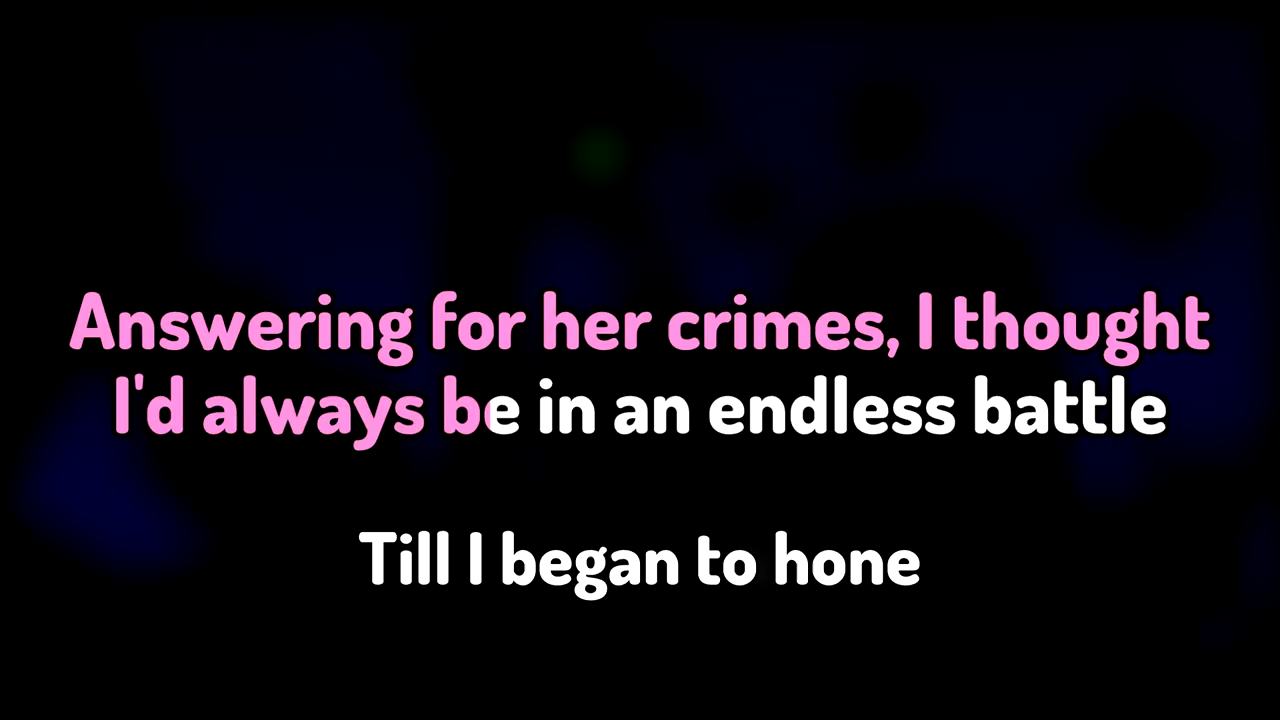 Answering for her crimes, I thought
I'd always be in an endless battle
Till I began to hone